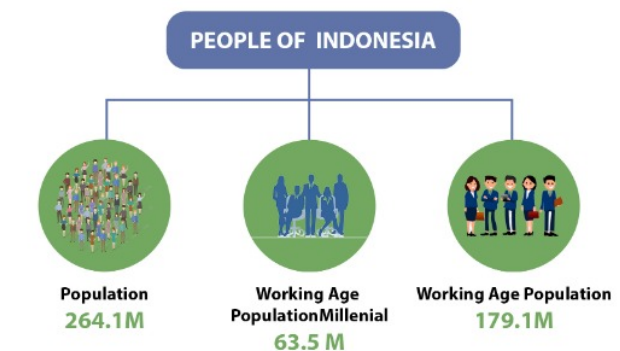 PEOPLE OF INDONESIA
Population
264.1M
Working Age
PopulationMillenial
63.5 M
Working Age Population
179.1M